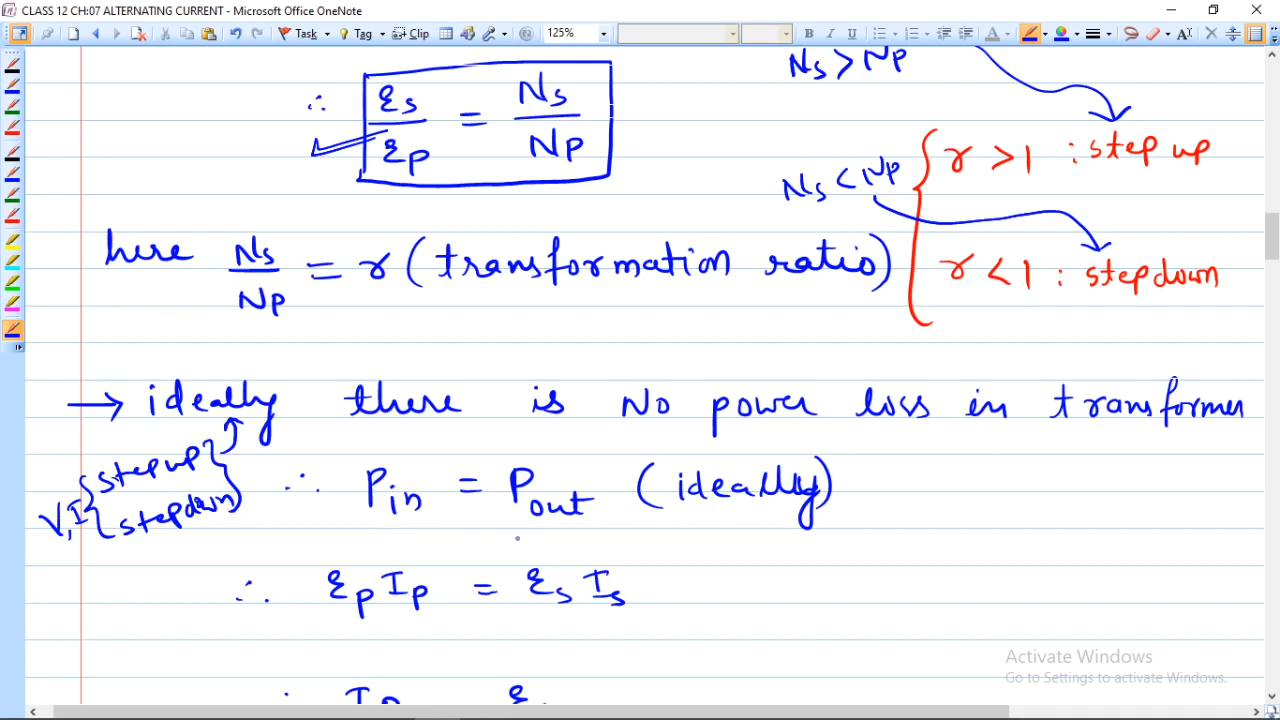 CLASS 12 CH:07 ALTERNATING CURRENT - Microsoft Office OneNote
Task Tag Clip 125% B I U A
Ns > Np
∴ εs/εp = Ns/Np
r > 1 : step up
Ns < Np
here Ns/Np = r (transformation ratio)
r < 1 : stepdown
→ ideally there is No power loss in transformer
V, I { step up
stepdown }
∴ Pin = Pout (ideally)
∴ εp Ip = εs Is
Activate Windows
Go to Settings to activate Windows.